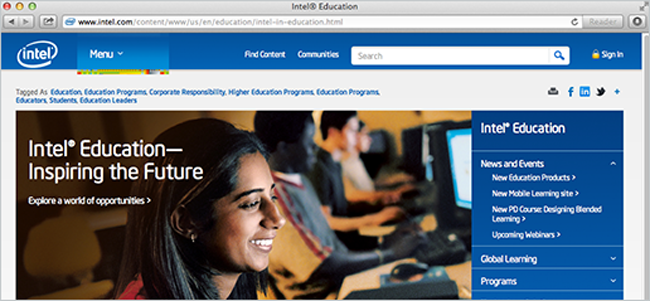 Intel® Education
www.intel.com/content/www/us/en/education/intel-in-education.html
Reader
intel
Menu
Find Content
Communities
Search
Sign In
Tagged As Education, Education Programs, Corporate Responsibility, Higher Education Programs, Education Programs,
Educators, Students, Education Leaders
Intel® Education—
Inspiring the Future
Explore a world of opportunities >
Intel® Education
News and Events
New Education Products >
New Mobile Learning site >
New PD Course: Designing Blended
Learning >
Upcoming Webinars >
Global Learning
Programs